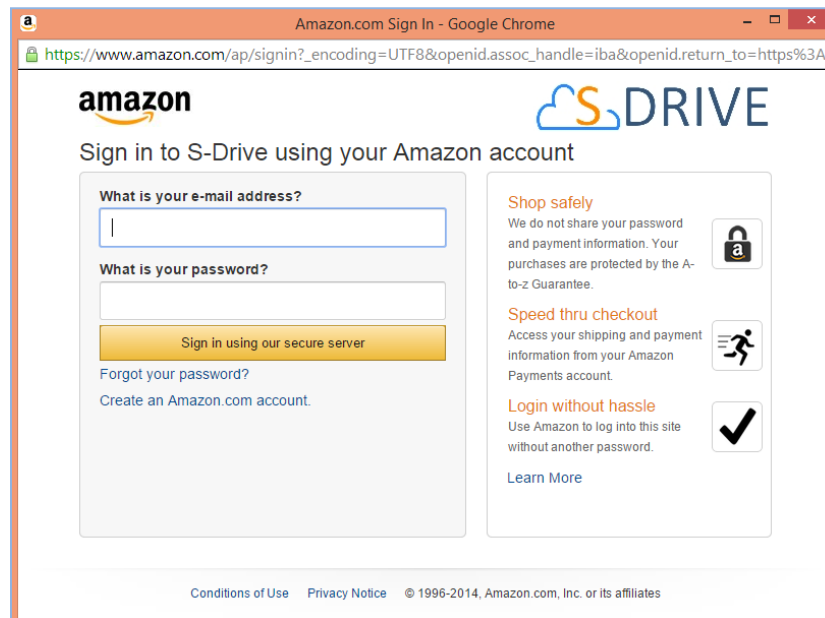 Amazon.com Sign In - Google Chrome
https://www.amazon.com/ap/signin?_encoding=UTF8&openid.assoc_handle=iba&openid.return_to=https%3A
amazon
S DRIVE
Sign in to S-Drive using your Amazon account
What is your e-mail address?
What is your password?
Sign in using our secure server
Forgot your password?
Create an Amazon.com account.
Shop safely
We do not share your password
and payment information. Your
purchases are protected by the A-
to-z Guarantee.
Speed thru checkout
Access your shipping and payment
information from your Amazon
Payments account.
Login without hassle
Use Amazon to log into this site
without another password.
Learn More
Conditions of Use Privacy Notice © 1996-2014, Amazon.com, Inc. or its affiliates